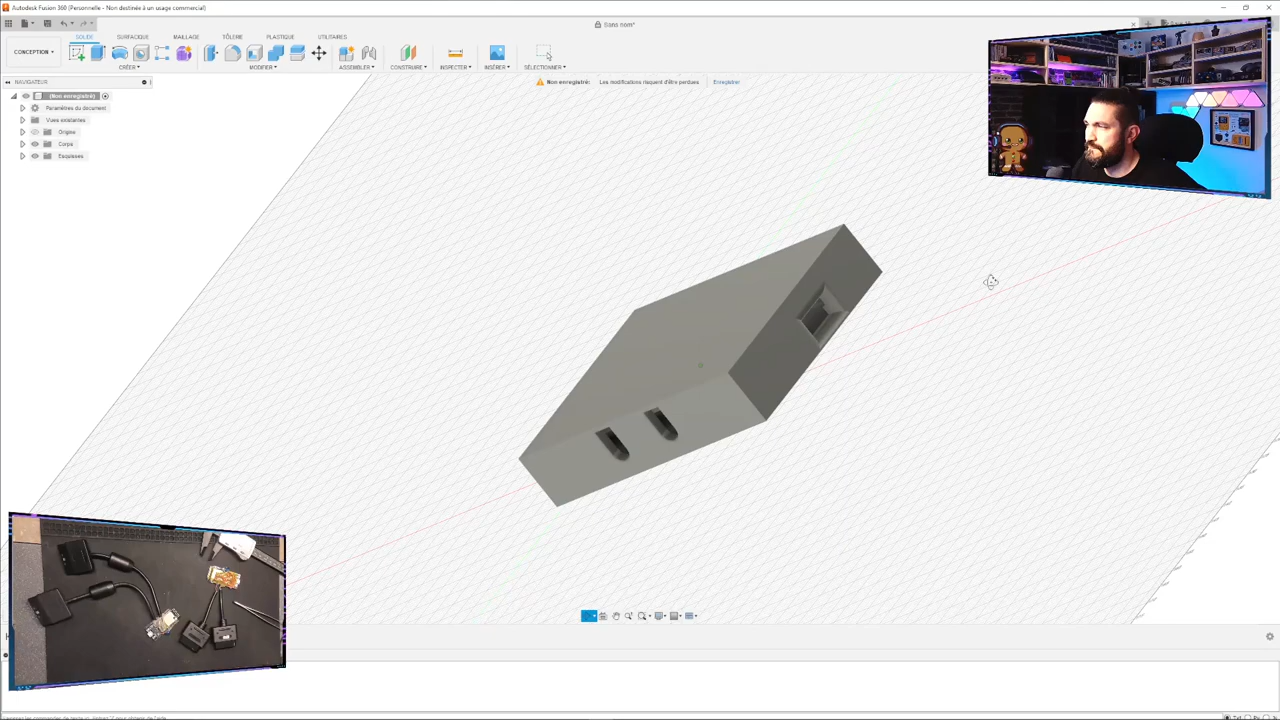 Autodesk Fusion 360 (Personnelle - Non destinée à un usage commercial)
Sans nom*
SOLIDE SURFACIQUE MAILLAGE TÔLERIE PLASTIQUE UTILITAIRES
CONCEPTION
CRÉER MODIFIER ASSEMBLER CONSTRUIRE INSPECTER INSÉRER SÉLECTIONNER
NAVIGATEUR
Non enregistré: Les modifications risquent d'être perdues Enregistrer
(Non enregistré)
Paramètres du document
Vues existantes
Origine
Corps
Esquisses
Txt